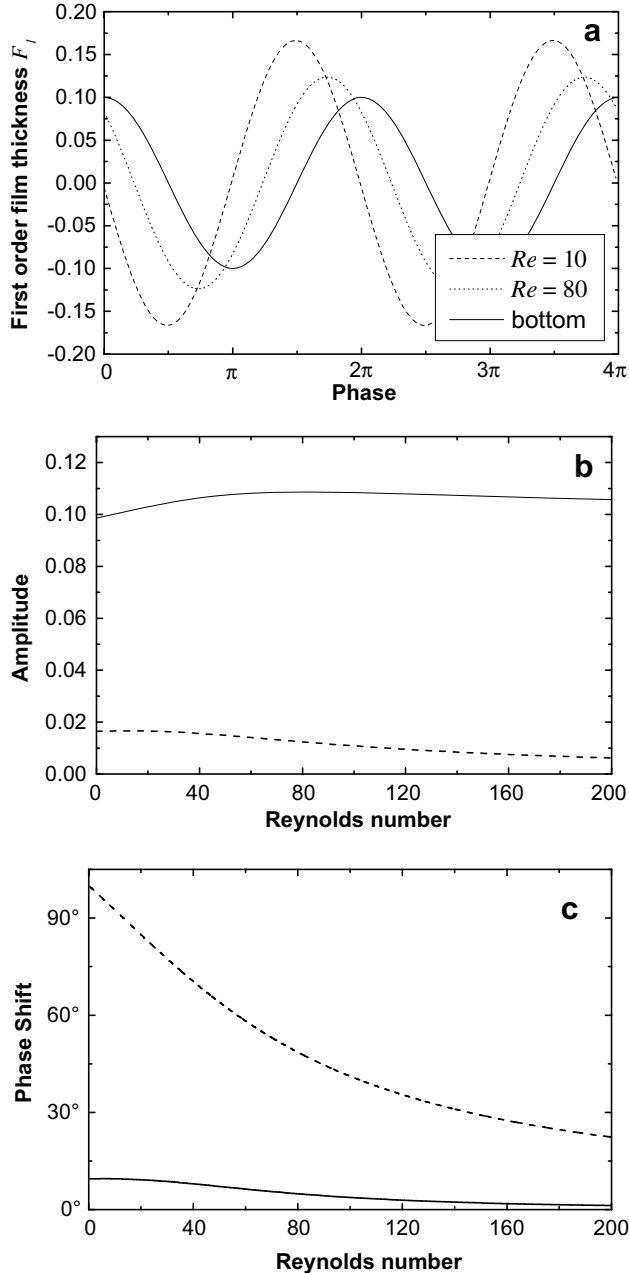 a
First order film thickness F₁
0.20
0.15
0.10
0.05
0.00
-0.05
-0.10
-0.15
-0.20
Re = 10
Re = 80
bottom
0 π 2π 3π 4π
Phase
b
Amplitude
0.12
0.10
0.08
0.06
0.04
0.02
0.00
0 40 80 120 160 200
Reynolds number
c
Phase Shift
90°
60°
30°
0°
0 40 80 120 160 200
Reynolds number